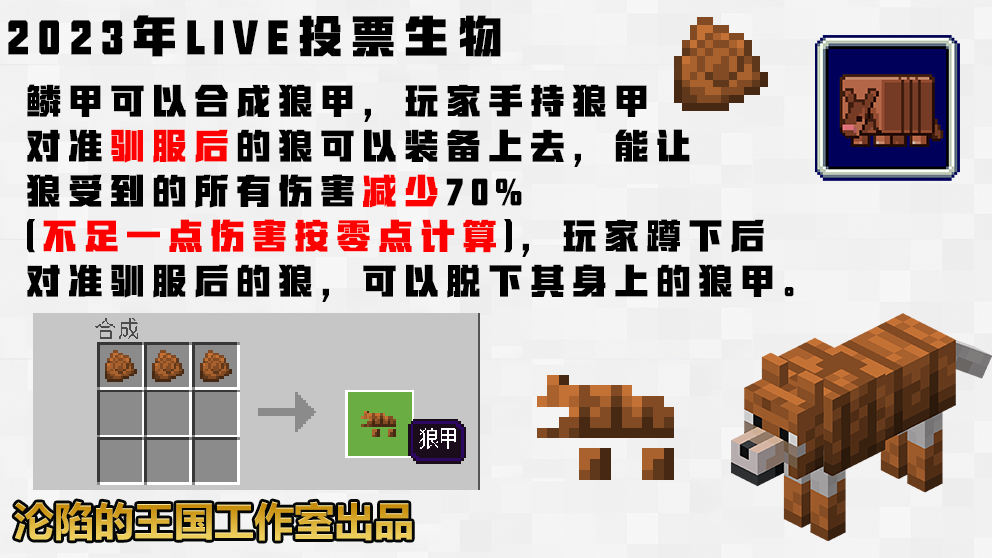 2023年LIVE投票生物
鳞甲可以合成狼甲，玩家手持狼甲
对准驯服后的狼可以装备上去，能让
狼受到的所有伤害减少70%
(不足一点伤害按零点计算)，玩家蹲下后
对准驯服后的狼，可以脱下其身上的狼甲。
合成
狼甲
沦陷的王国工作室出品